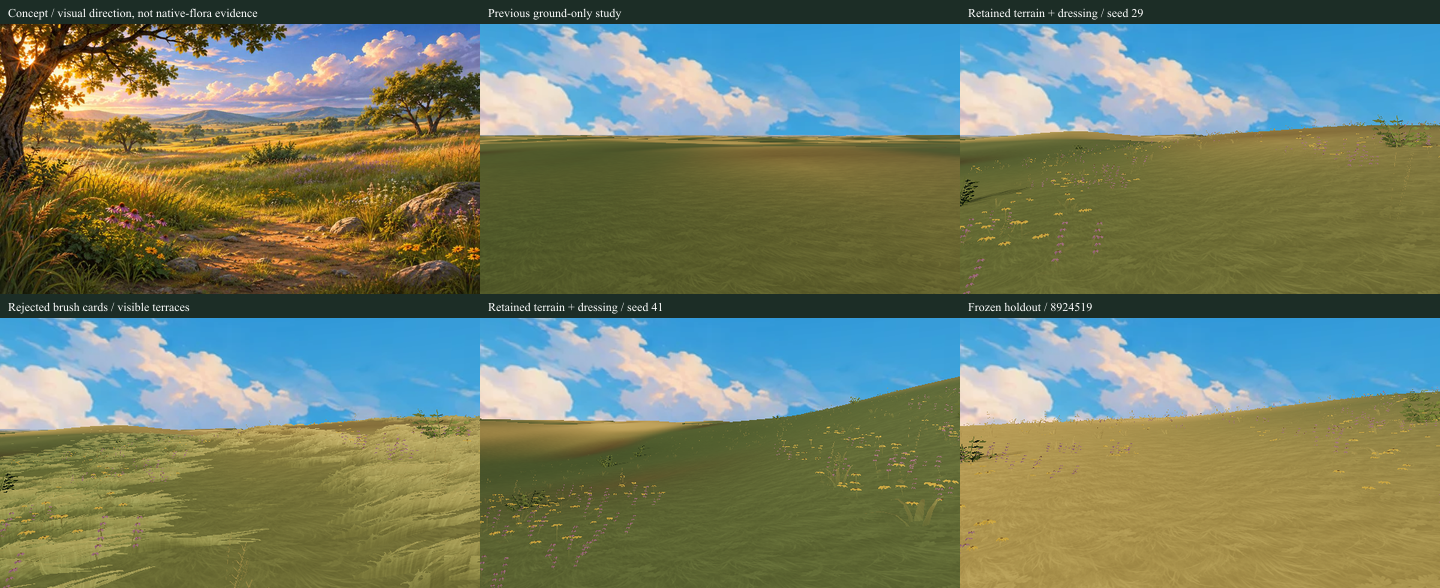 Concept / visual direction, not native-flora evidence
Previous ground-only study
Retained terrain + dressing / seed 29
Rejected brush cards / visible terraces
Retained terrain + dressing / seed 41
Frozen holdout / 8924519